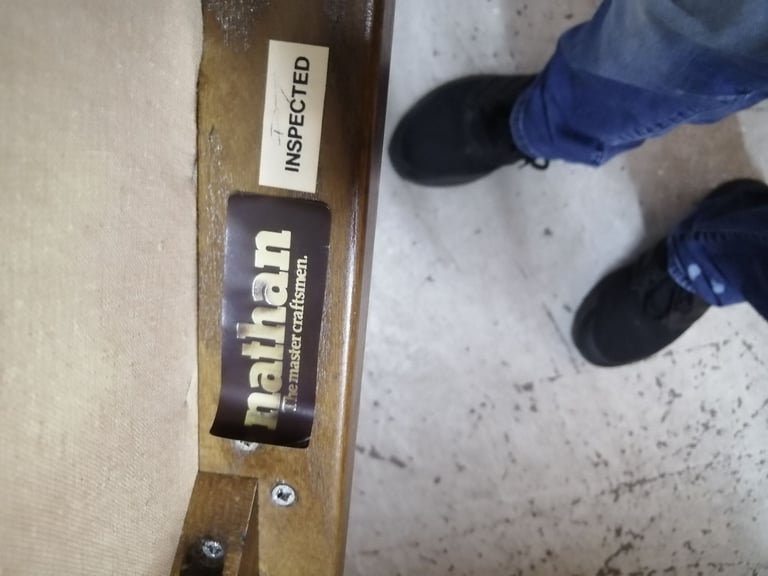 INSPECTED
nathan
The master craftsmen.